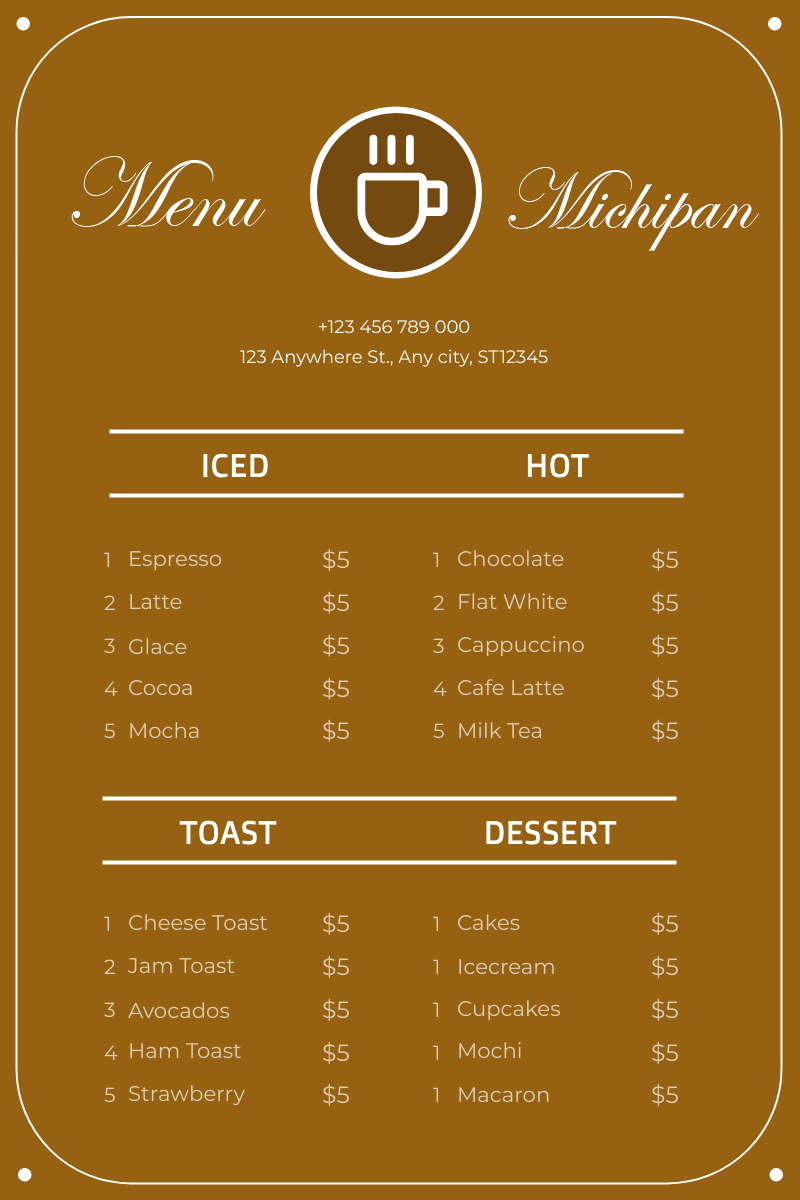 Menu Michipan
+123 456 789 000
123 Anywhere St., Any city, ST12345
ICED HOT
1 Espresso $5 1 Chocolate $5
2 Latte $5 2 Flat White $5
3 Glace $5 3 Cappuccino $5
4 Cocoa $5 4 Cafe Latte $5
5 Mocha $5 5 Milk Tea $5
TOAST DESSERT
1 Cheese Toast $5 1 Cakes $5
2 Jam Toast $5 1 Icecream $5
3 Avocados $5 1 Cupcakes $5
4 Ham Toast $5 1 Mochi $5
5 Strawberry $5 1 Macaron $5